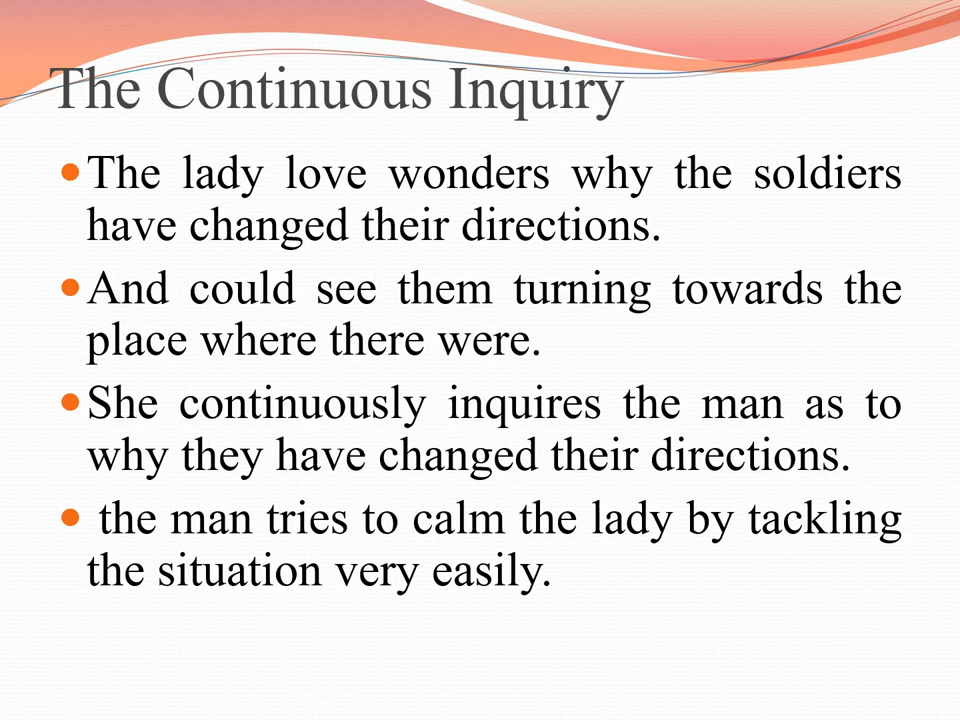 The Continuous Inquiry
The lady love wonders why the soldiers
have changed their directions.
And could see them turning towards the
place where there were.
She continuously inquires the man as to
why they have changed their directions.
the man tries to calm the lady by tackling
the situation very easily.